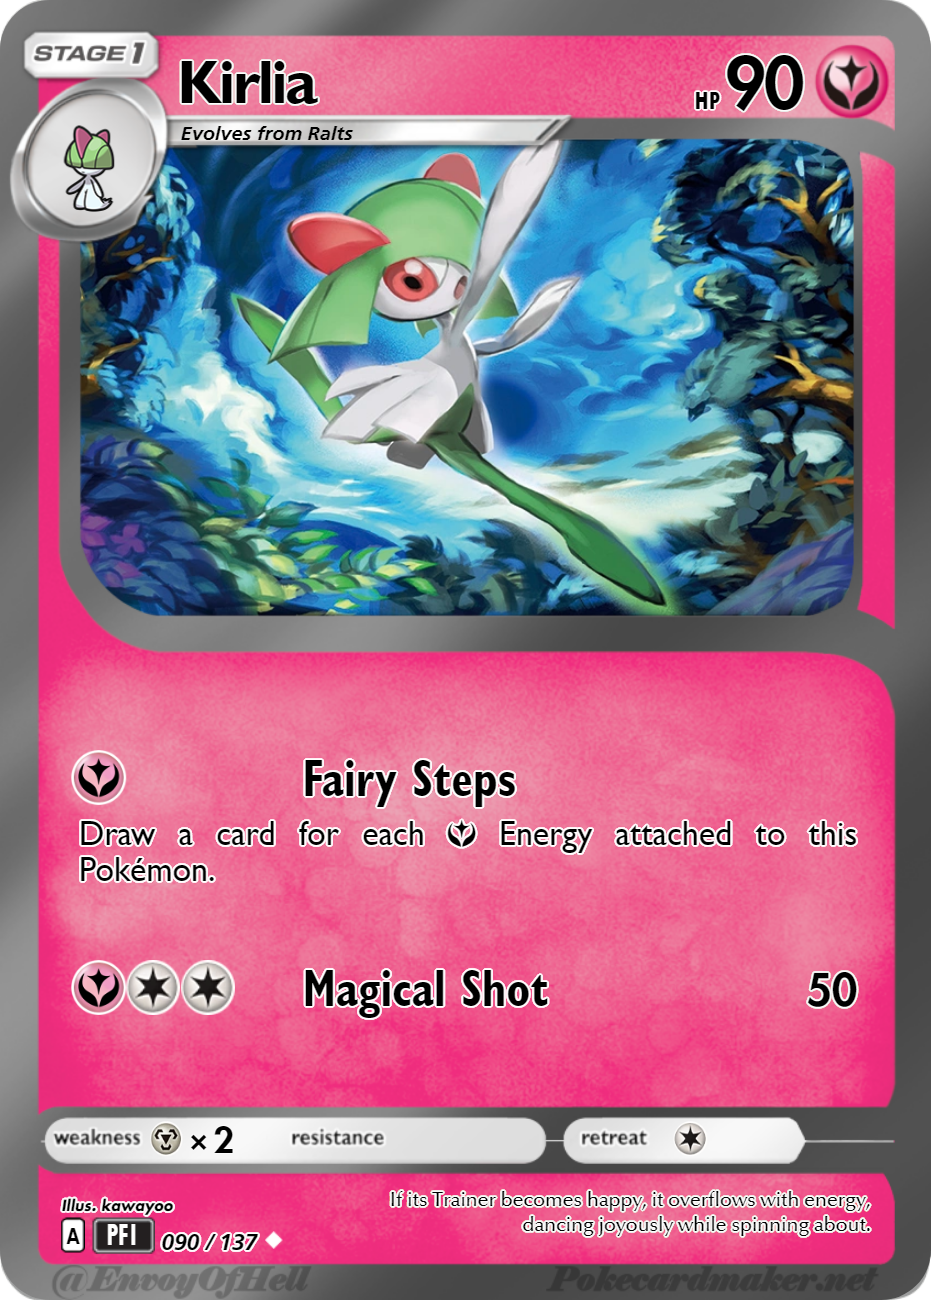 STAGE 1
Kirlia
HP 90
Evolves from Ralts
Fairy Steps
Draw a card for each Energy attached to this
Pokémon.
Magical Shot 50
weakness × 2 resistance retreat
Illus. kawayoo
If its Trainer becomes happy, it overflows with energy,
dancing joyously while spinning about.
A PFI 090 / 137
@EnvoyOfHell Pokecardmaker.net